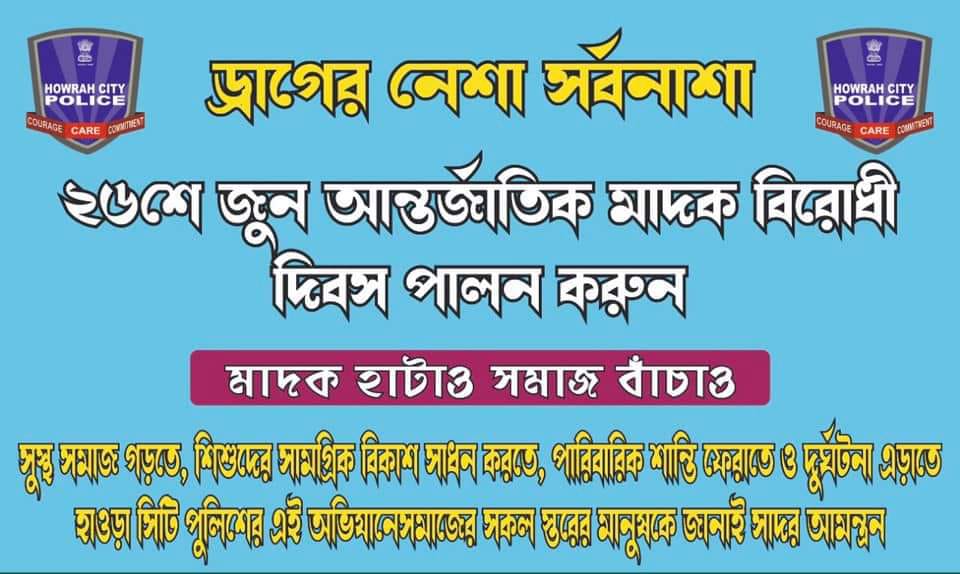 HOWRAH CITY
POLICE
COURAGE CARE COMMITMENT
HOWRAH CITY
POLICE
COURAGE CARE COMMITMENT
ড্রাগের নেশা সর্বনাশা
২৬শে জুন আন্তর্জাতিক মাদক বিরোধী
দিবস পালন করুন
মাদক হাটাও সমাজ বাঁচাও
সুস্থ সমাজ গড়তে, শিশুদের সামগ্রিক বিকাশ সাধন করতে, পারিবারিক শান্তি ফেরাতে ও দুর্ঘটনা এড়াতে
হাওড়া সিটি পুলিশের এই অভিযানেসমাজের সকল স্তরের মানুষকে জানাই সাদর আমন্ত্রন